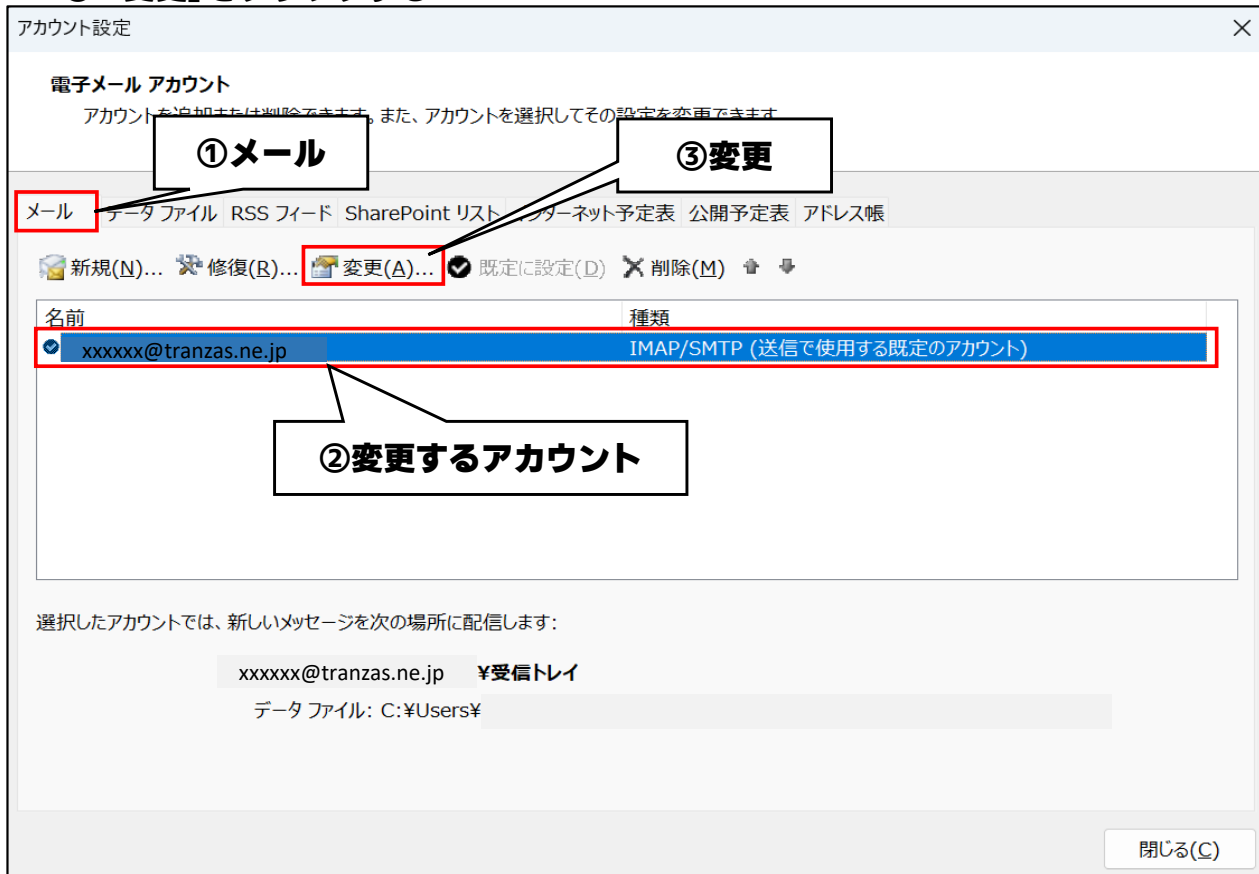 アカウント設定
電子メール アカウント
アカウントを追加または削除できます。また、アカウントを選択してその設定を変更できます。
①メール
③変更
メール データ ファイル RSS フィード SharePoint リスト インターネット予定表 公開予定表 アドレス帳
新規(N)... 修復(R)... 変更(A)... 既定に設定(D) 削除(M)
名前 種類
xxxxxx@tranzas.ne.jp IMAP/SMTP (送信で使用する既定のアカウント)
②変更するアカウント
選択したアカウントでは、新しいメッセージを次の場所に配信します:
xxxxxx@tranzas.ne.jp ¥受信トレイ
データ ファイル: C:¥Users¥
閉じる(C)